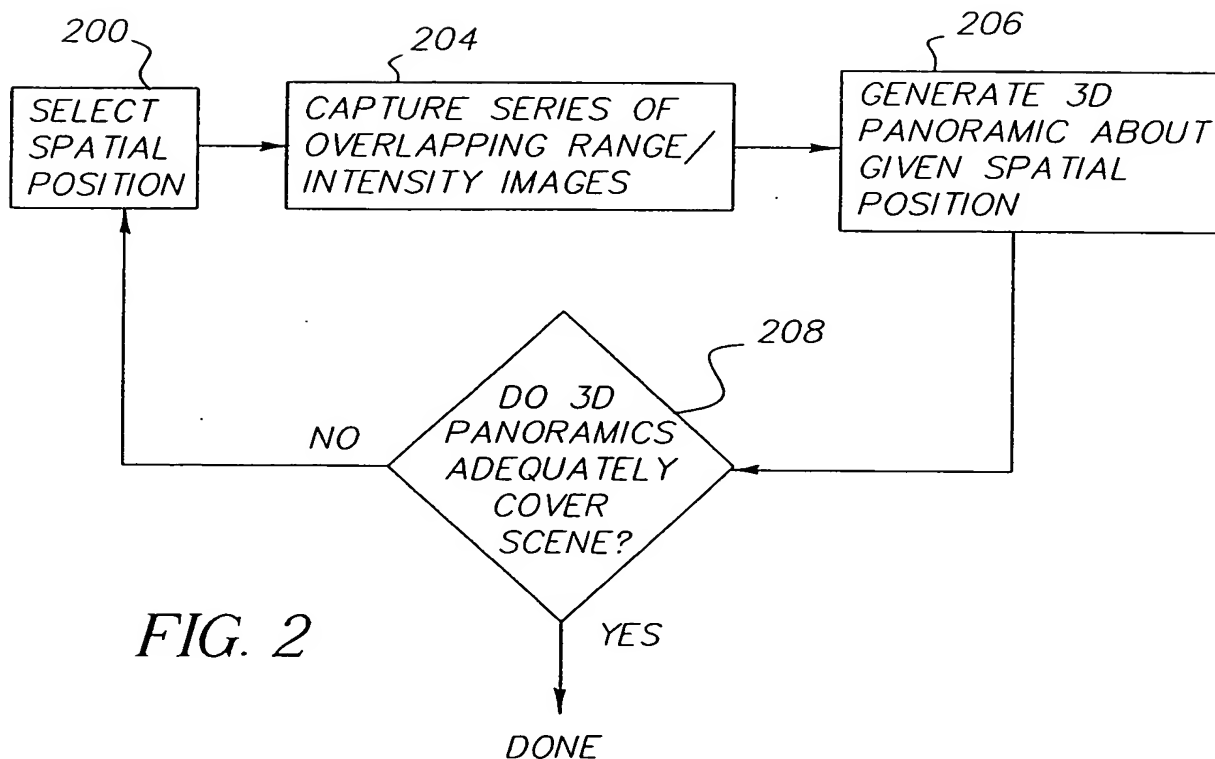 200
SELECT
SPATIAL
POSITION
204
CAPTURE SERIES OF
OVERLAPPING RANGE/
INTENSITY IMAGES
206
GENERATE 3D
PANORAMIC ABOUT
GIVEN SPATIAL
POSITION
208
DO 3D
PANORAMICS
ADEQUATELY
COVER
SCENE?
NO
YES
DONE
FIG. 2